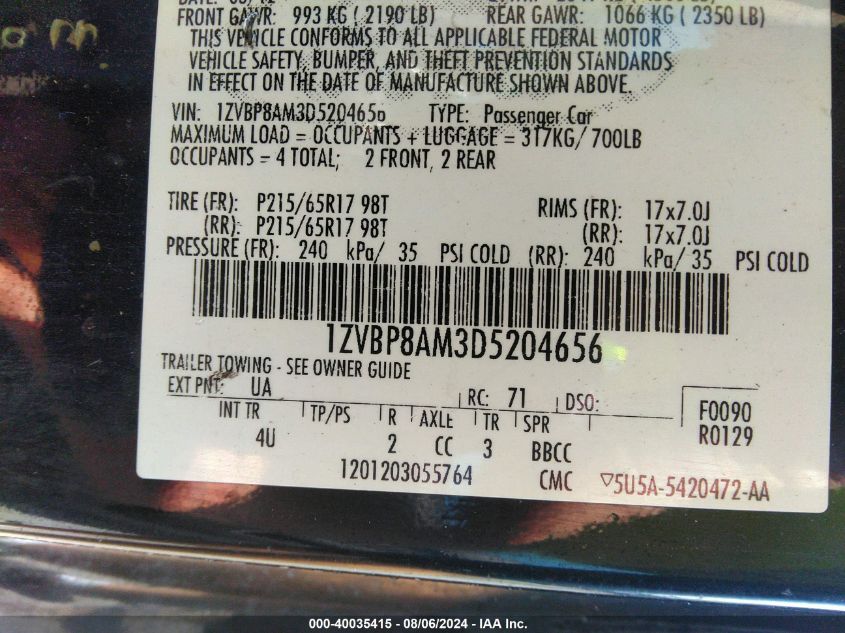 FRONT GAWR: 993 KG ( 2190 LB) REAR GAWR: 1066 KG ( 2350 LB)
THIS VEHICLE CONFORMS TO ALL APPLICABLE FEDERAL MOTOR
VEHICLE SAFETY, BUMPER, AND THEFT PREVENTION STANDARDS
IN EFFECT ON THE DATE OF MANUFACTURE SHOWN ABOVE.
VIN: 1ZVBP8AM3D5204656 TYPE: Passenger Car
MAXIMUM LOAD = OCCUPANTS + LUGGAGE = 317KG/ 700LB
OCCUPANTS = 4 TOTAL; 2 FRONT, 2 REAR
TIRE (FR): P215/65R17 98T RIMS (FR): 17x7.0J
(RR): P215/65R17 98T (RR): 17x7.0J
PRESSURE (FR): 240 kPa/ 35 PSI COLD (RR): 240 kPa/ 35 PSI COLD
1ZVBP8AM3D5204656
TRAILER TOWING - SEE OWNER GUIDE
EXT PNT: UA RC: 71 DSO:
INT TR TP/PS R AXLE TR SPR F0090
4U 2 CC 3 BBCC R0129
1201203055764 CMC ▽5U5A-5420472-AA
000-40035415 - 08/06/2024 - © IAA Inc.